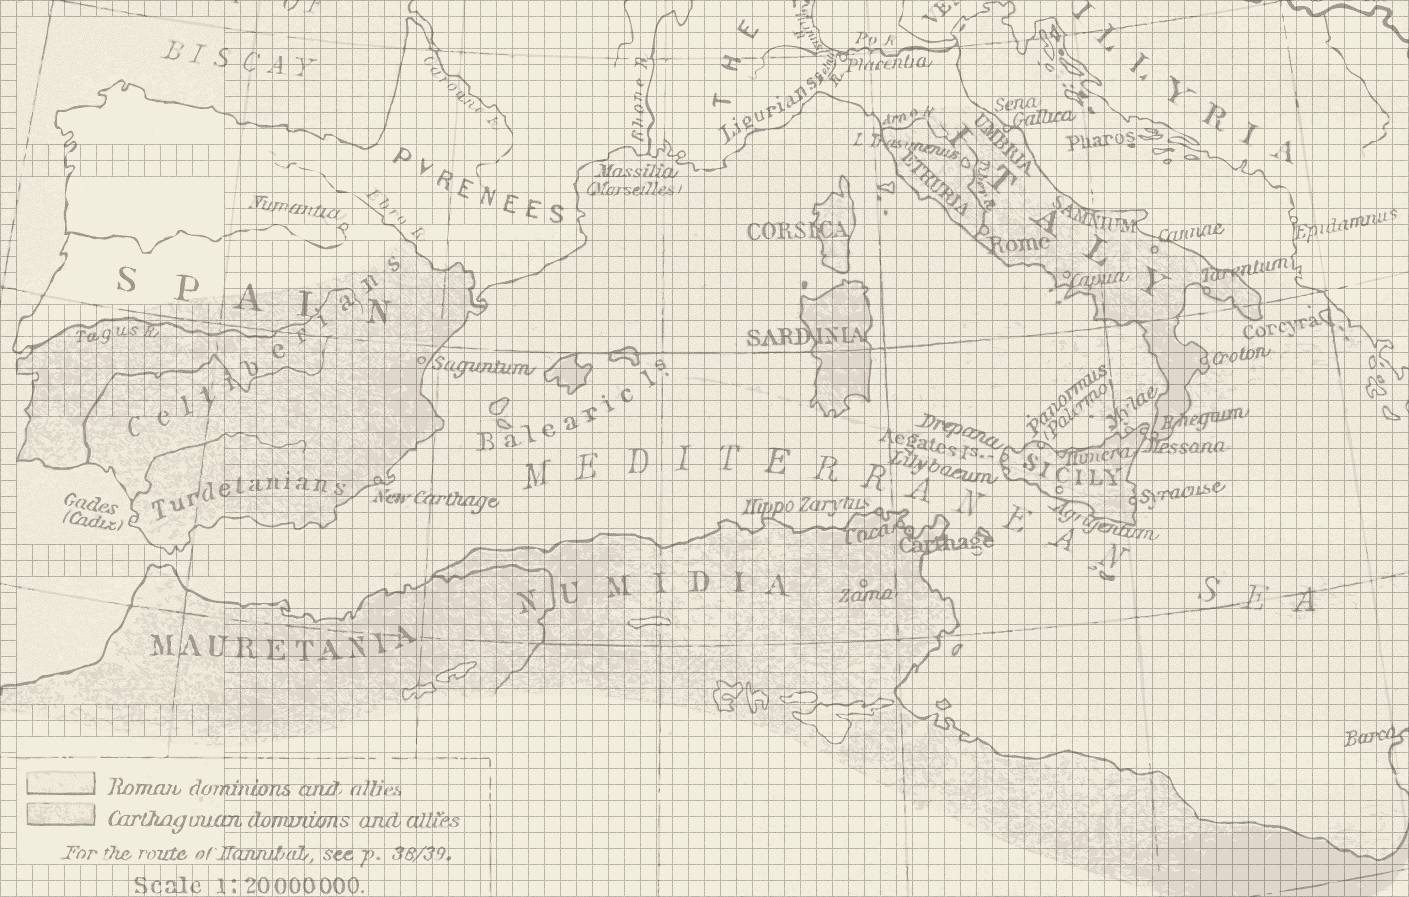 BISCAY
Garonne R.
Rhone R.
THE
Po R.
Placentia
Ligurians
ILLYRIA
PYRENEES
Massilia
(Marseilles)
Arno R.
L. Trasimenus
Sena
Gallica
UMBRIA
Pharos
ETRURIA
ITALY
Numantia
Ebro R.
CORSICA
Rome
SAMNIUM
Cannae
Epidamnus
SPAIN
Capua
Tarentum
Tagus R.
Celtiberians
SARDINIA
Corcyra
Saguntum
Balearic Is.
Croton
Panormus
(Palermo)
Mylae
Rhegium
Drepana
Aegates Is.
Lilybaeum
Himera
Messana
MEDITERRANEAN SEA
SICILY
Turdetanians
New Carthage
Gades
(Cadiz)
Hippo Zarytus
Agrigentum
Syracuse
Carthage
NUMIDIA
Zama
MAURETANIA
Barca
Roman dominions and allies
Carthaginian dominions and allies
For the route of Hannibal, see p. 38/39.
Scale 1:20000000.